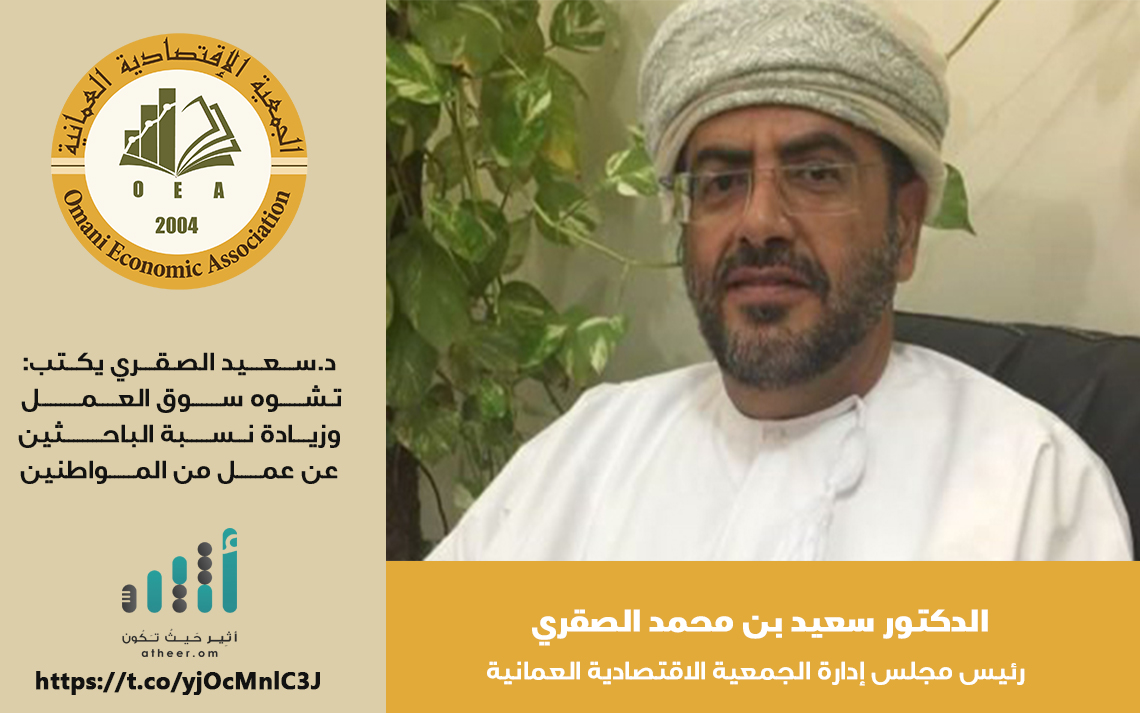 الجمعية الإقتصادية العمانية
O E A
2004
Omani Economic Association
د.سعيد الصقري يكتب:
تشوه سوق العمل
وزيادة نسبة الباحثين
عن عمل من المواطنين
أثير
أثير حيثُ تكون
atheer.om
https://t.co/yjOcMnlC3J
الدكتور سعيد بن محمد الصقري
رئيس مجلس إدارة الجمعية الاقتصادية العمانية